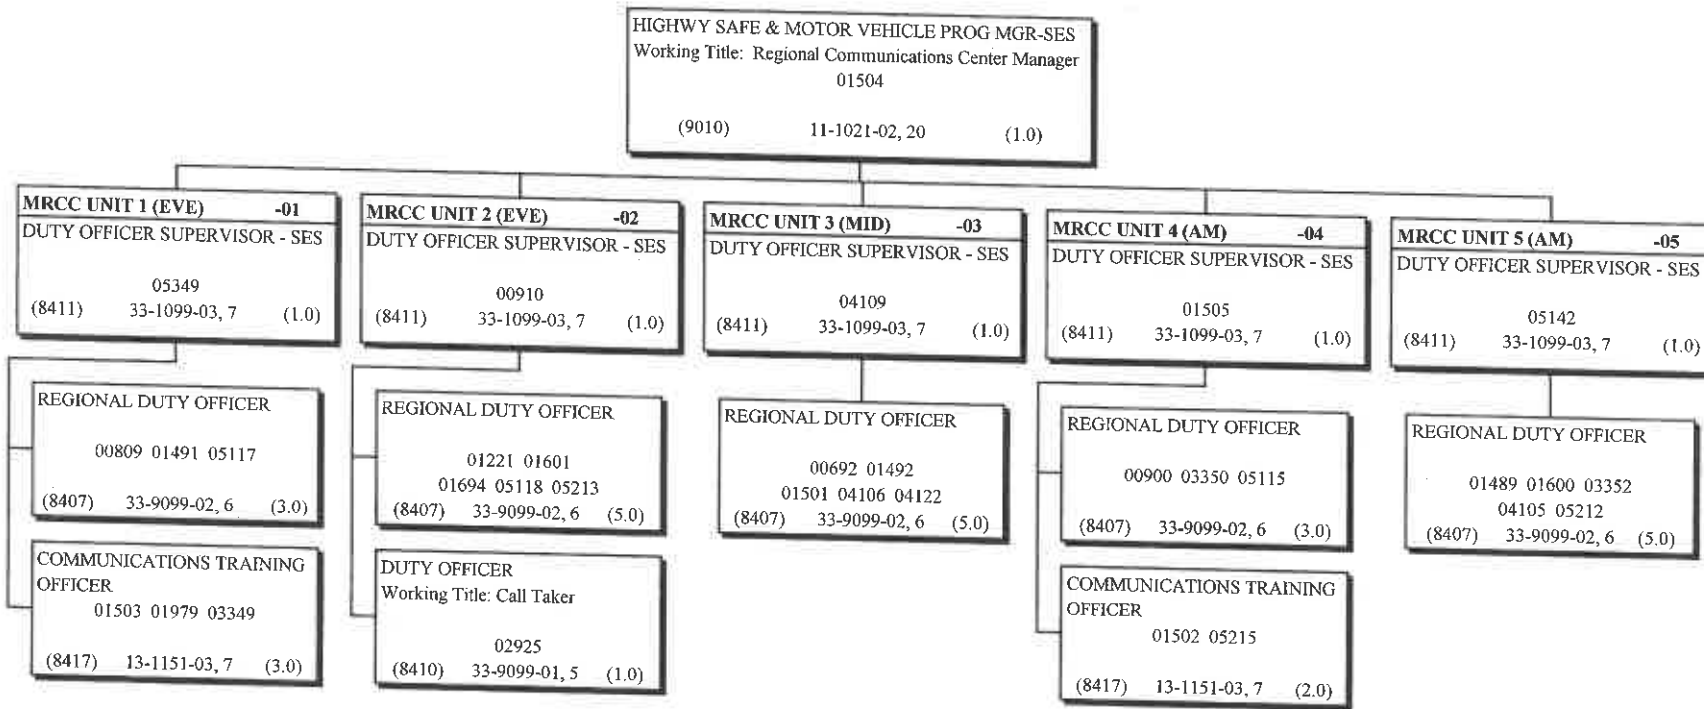 HIGHWY SAFE & MOTOR VEHICLE PROG MGR-SES
Working Title: Regional Communications Center Manager
01504
(9010) 11-1021-02, 20 (1.0)
MRCC UNIT 1 (EVE) -01
DUTY OFFICER SUPERVISOR - SES
05349
(8411) 33-1099-03, 7 (1.0)
REGIONAL DUTY OFFICER
00809 01491 05117
(8407) 33-9099-02, 6 (3.0)
COMMUNICATIONS TRAINING
OFFICER
01503 01979 03349
(8417) 13-1151-03, 7 (3.0)
MRCC UNIT 2 (EVE) -02
DUTY OFFICER SUPERVISOR - SES
00910
(8411) 33-1099-03, 7 (1.0)
REGIONAL DUTY OFFICER
01221 01601
01694 05118 05213
(8407) 33-9099-02, 6 (5.0)
DUTY OFFICER
Working Title: Call Taker
02925
(8410) 33-9099-01, 5 (1.0)
MRCC UNIT 3 (MID) -03
DUTY OFFICER SUPERVISOR - SES
04109
(8411) 33-1099-03, 7 (1.0)
REGIONAL DUTY OFFICER
00692 01492
01501 04106 04122
(8407) 33-9099-02, 6 (5.0)
MRCC UNIT 4 (AM) -04
DUTY OFFICER SUPERVISOR - SES
01505
(8411) 33-1099-03, 7 (1.0)
REGIONAL DUTY OFFICER
00900 03350 05115
(8407) 33-9099-02, 6 (3.0)
COMMUNICATIONS TRAINING
OFFICER
01502 05215
(8417) 13-1151-03, 7 (2.0)
MRCC UNIT 5 (AM) -05
DUTY OFFICER SUPERVISOR - SES
05142
(8411) 33-1099-03, 7 (1.0)
REGIONAL DUTY OFFICER
01489 01600 03352
04105 05212
(8407) 33-9099-02, 6 (5.0)